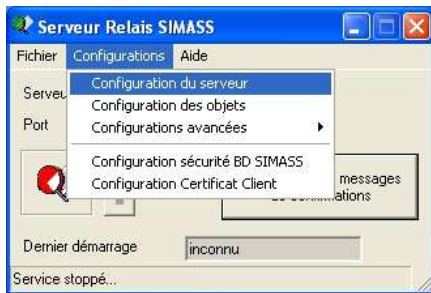 Serveur Relais SIMASS
Fichier Configurations Aide
Configuration du serveur
Configuration des objets
Configurations avancées
Configuration sécurité BD SIMASS
Configuration Certificat Client
Port
messages
Dernier démarrage inconnu
Service stoppé...